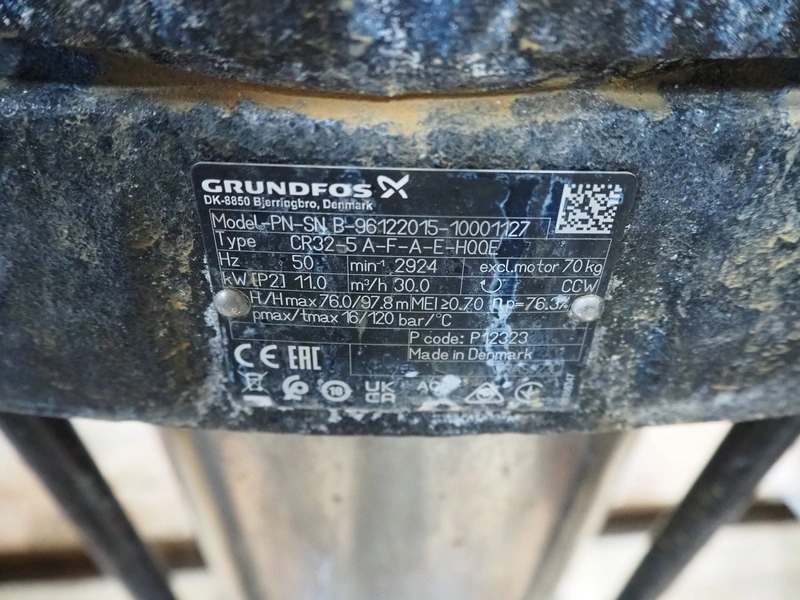 GRUNDFOS
DK-8850 Bjerringbro, Denmark
Model-PN-SN B-96122015-10001127
Type CR32-5 A-F-A-E-HQQE
Hz 50 min⁻¹ 2924 excl.motor 70 kg
kW [P2] 11.0 m³/h 30.0 CCW
H/Hmax 76.0/97.8 m MEI≥0.70 ηp=76.3%
pmax/tmax 16/120 bar/°C
P code: P12323
Made in Denmark
CE EAC
UK
CA